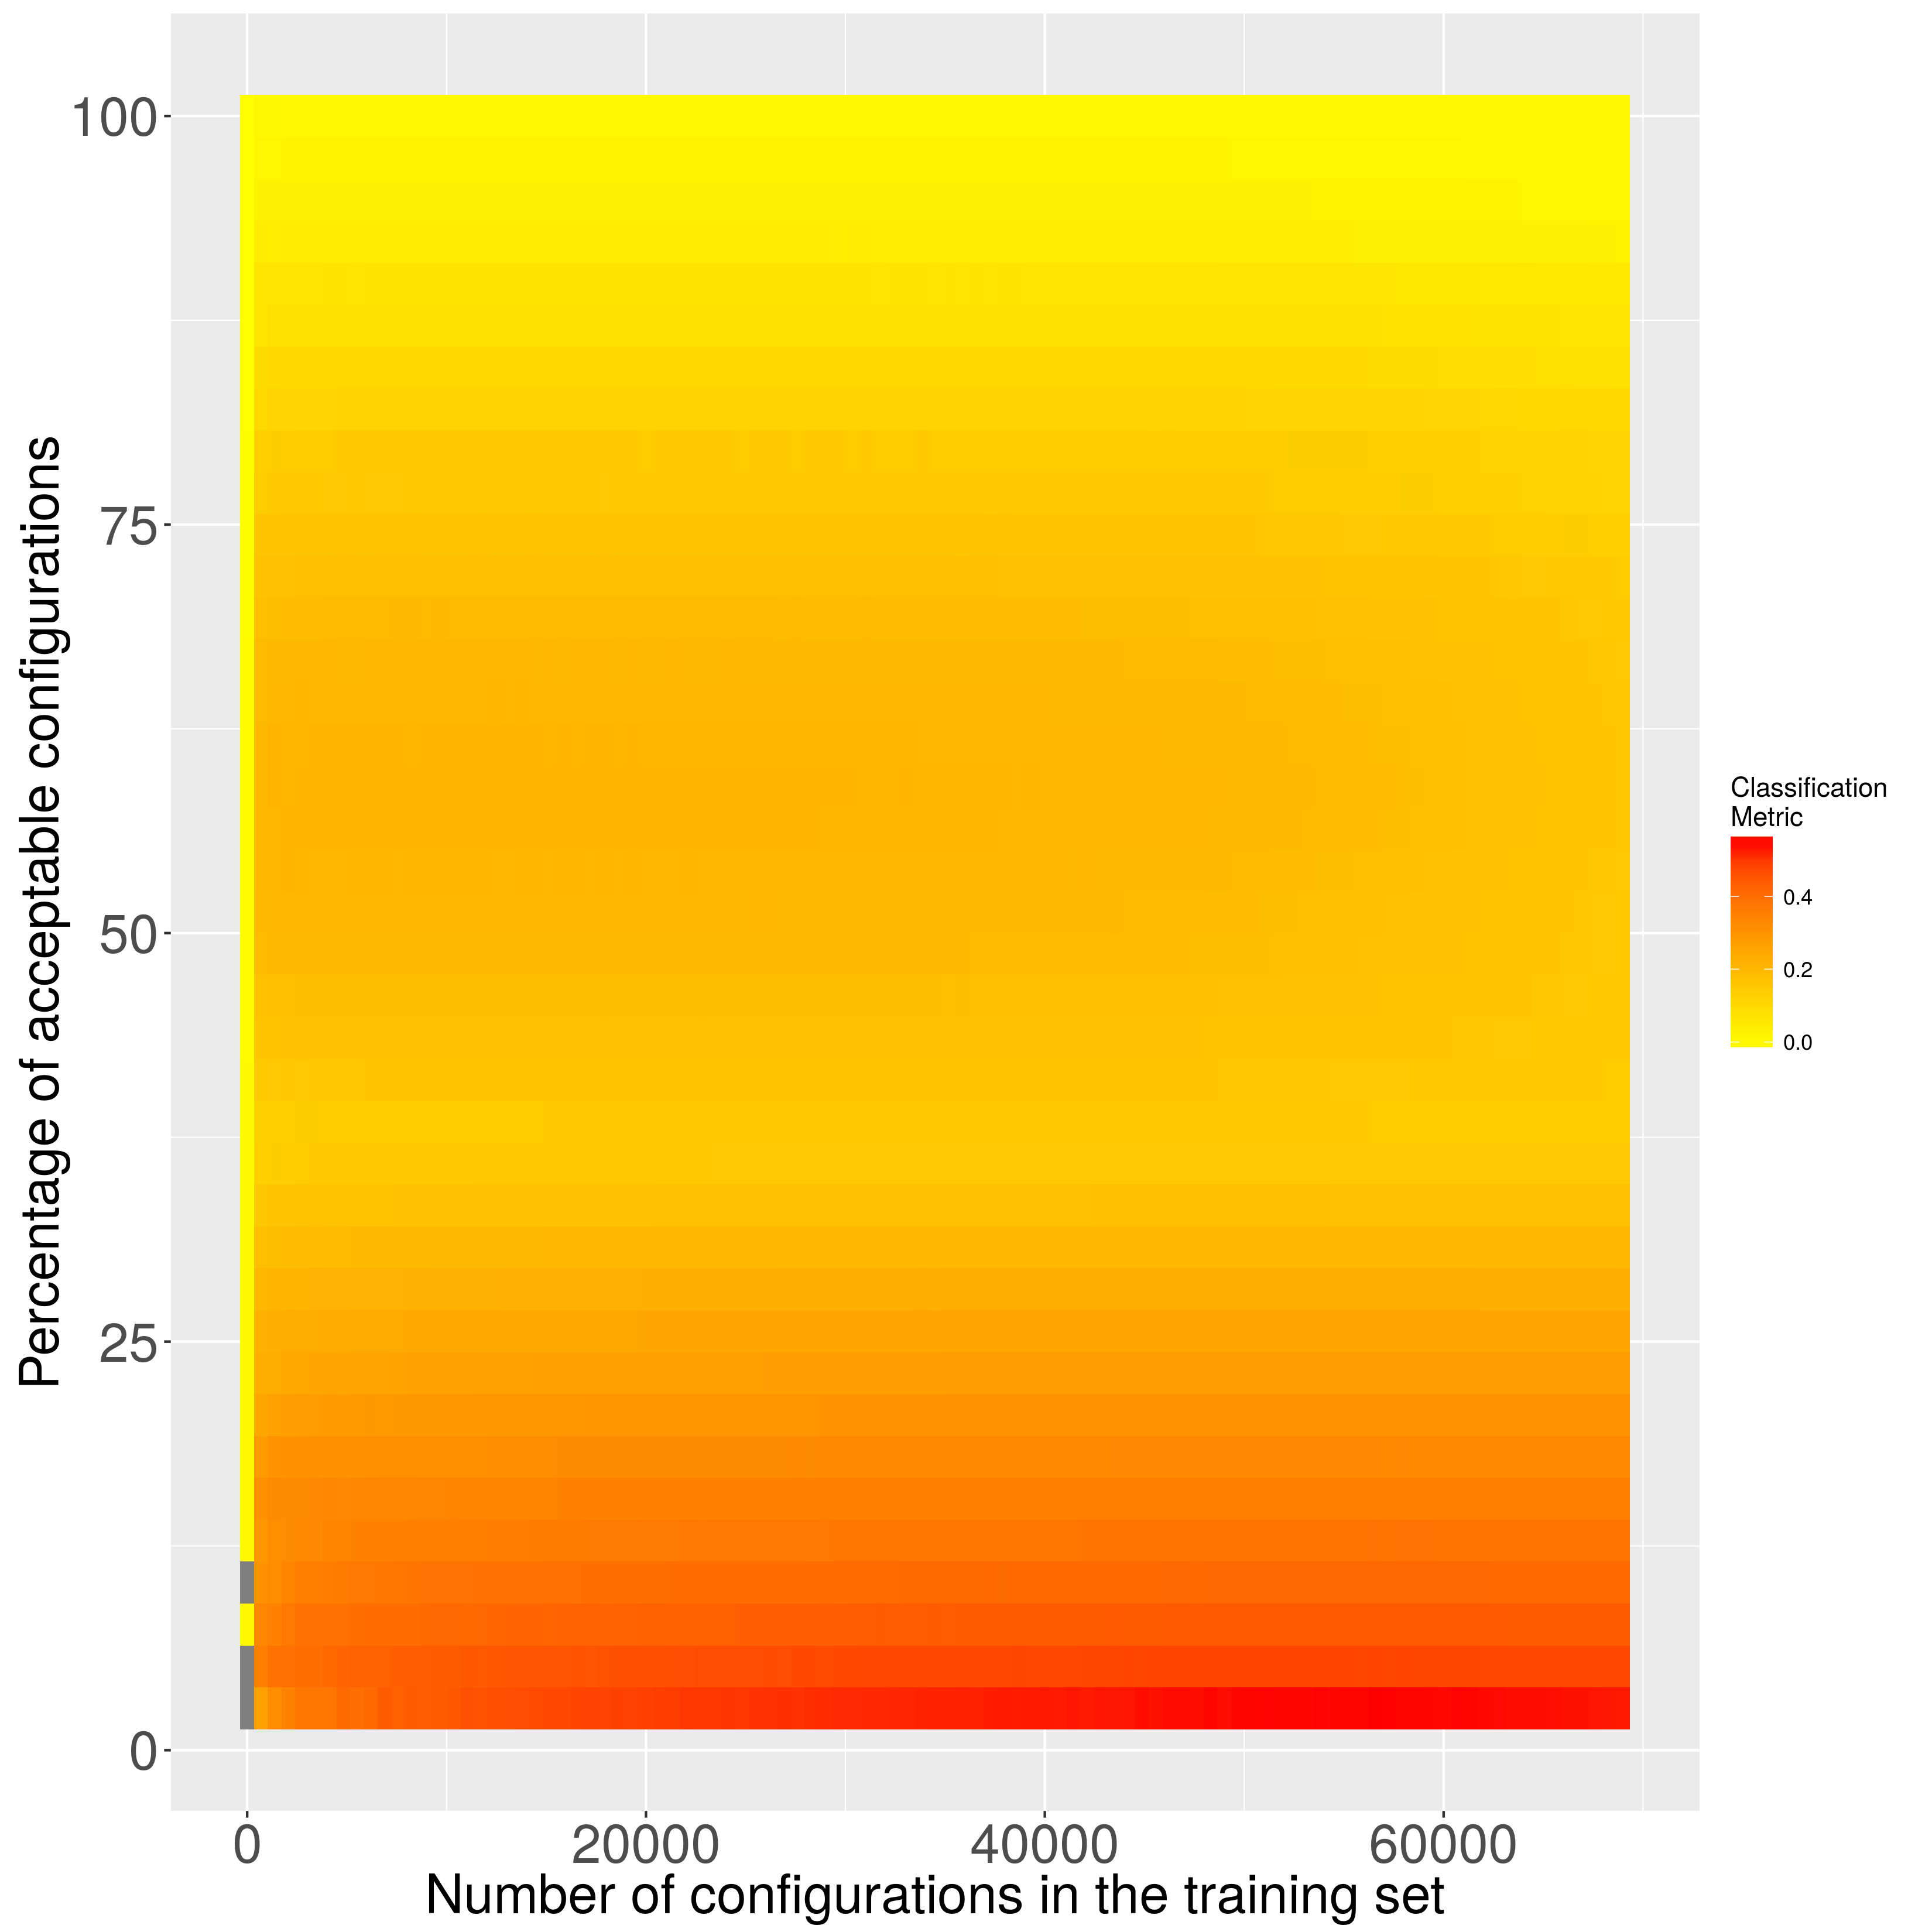 Percentage of acceptable configurations
100
75
50
25
0
0 20000 40000 60000
Number of configurations in the training set
Classification
Metric
0.4
0.2
0.0